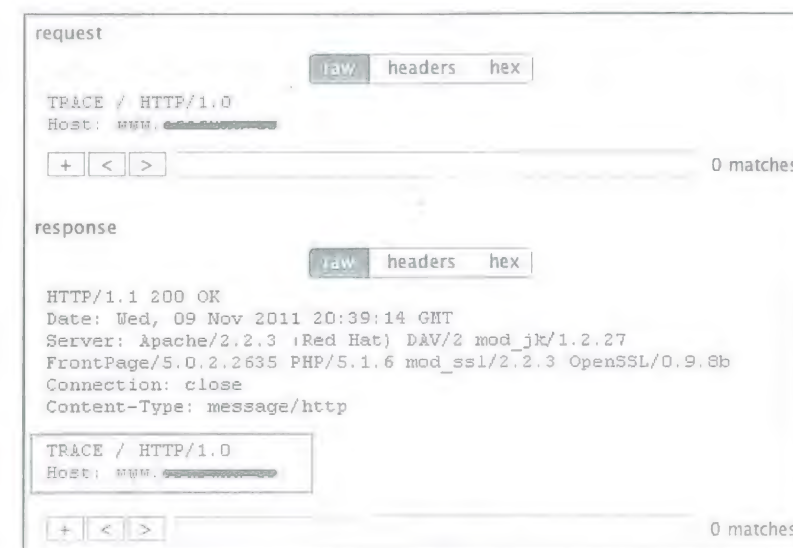 request
raw headers hex
TRACE / HTTP/1.0
Host: www.
+ < > 0 matches
response
raw headers hex
HTTP/1.1 200 OK
Date: Wed, 09 Nov 2011 20:39:14 GMT
Server: Apache/2.2.3 (Red Hat) DAV/2 mod_jk/1.2.27
FrontPage/5.0.2.2635 PHP/5.1.6 mod_ssl/2.2.3 OpenSSL/0.9.8b
Connection: close
Content-Type: message/http
TRACE / HTTP/1.0
Host: www.
+ < > 0 matches